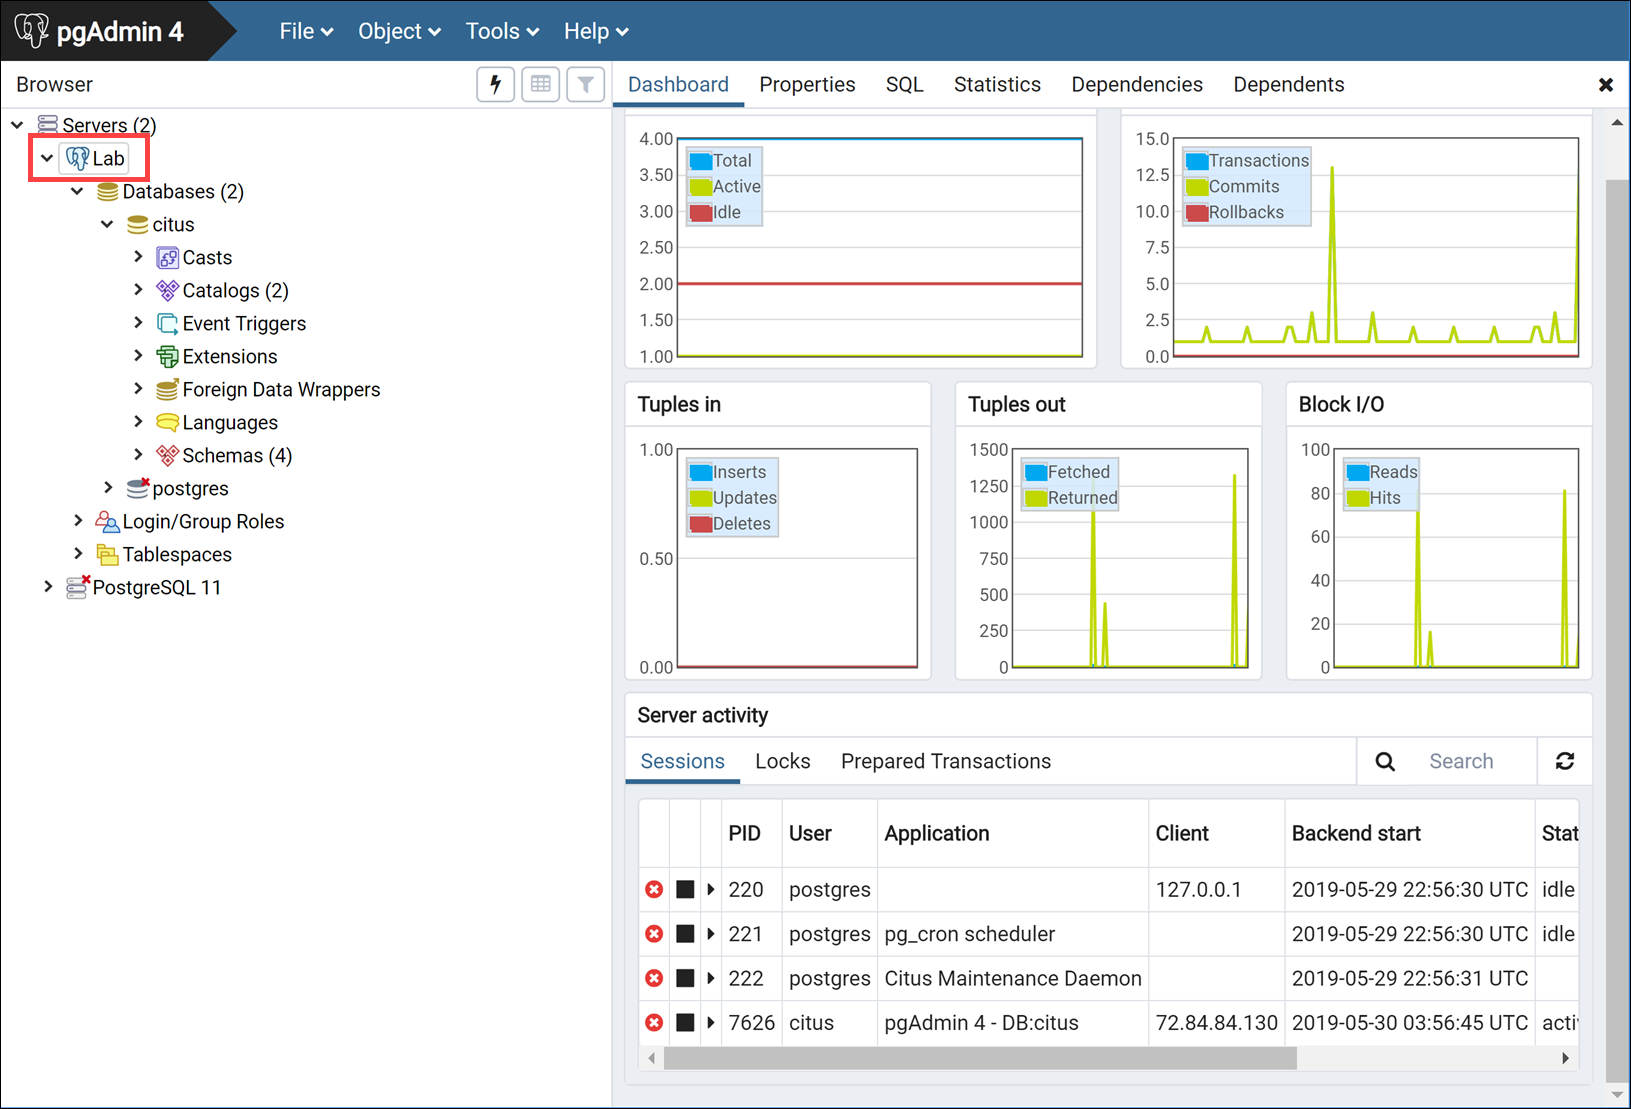 pgAdmin 4
File Object Tools Help
Browser
Dashboard Properties SQL Statistics Dependencies Dependents
Servers (2)
Lab
Databases (2)
citus
Casts
Catalogs (2)
Event Triggers
Extensions
Foreign Data Wrappers
Languages
Schemas (4)
postgres
Login/Group Roles
Tablespaces
PostgreSQL 11
4.00
3.50
3.00
2.50
2.00
1.50
1.00
Total
Active
Idle
15.0
12.5
10.0
7.5
5.0
2.5
0.0
Transactions
Commits
Rollbacks
Tuples in
1.00
0.50
0.00
Inserts
Updates
Deletes
Tuples out
1500
1250
1000
750
500
250
0
Fetched
Returned
Block I/O
100
80
60
40
20
0
Reads
Hits
Server activity
Sessions Locks Prepared Transactions Search
PID User Application Client Backend start Stat
220 postgres 127.0.0.1 2019-05-29 22:56:30 UTC idle
221 postgres pg_cron scheduler 2019-05-29 22:56:30 UTC idle
222 postgres Citus Maintenance Daemon 2019-05-29 22:56:31 UTC
7626 citus pgAdmin 4 - DB:citus 72.84.84.130 2019-05-30 03:56:45 UTC acti